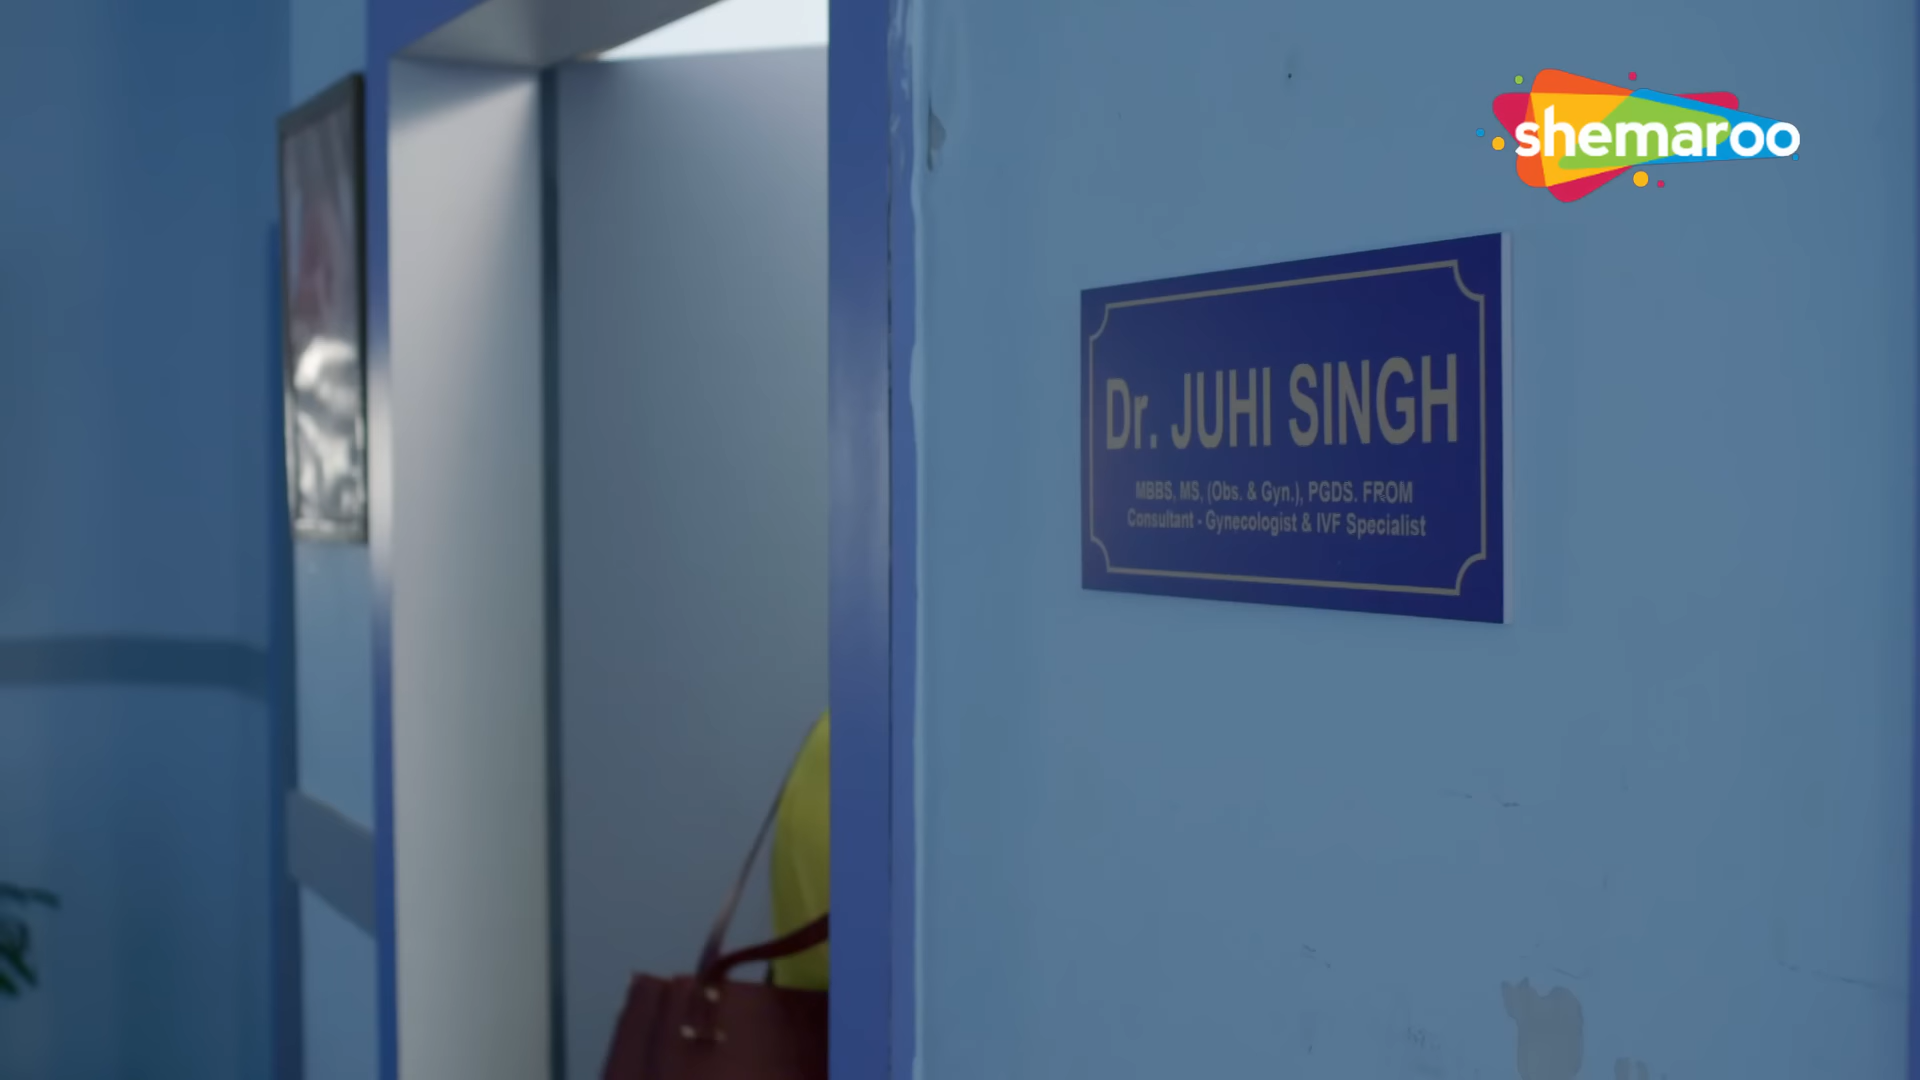 shemaroo
Dr. JUHI SINGH
MBBS, MS, (Obs. & Gyn.), PGDS. FROM
Consultant - Gynecologist & IVF Specialist